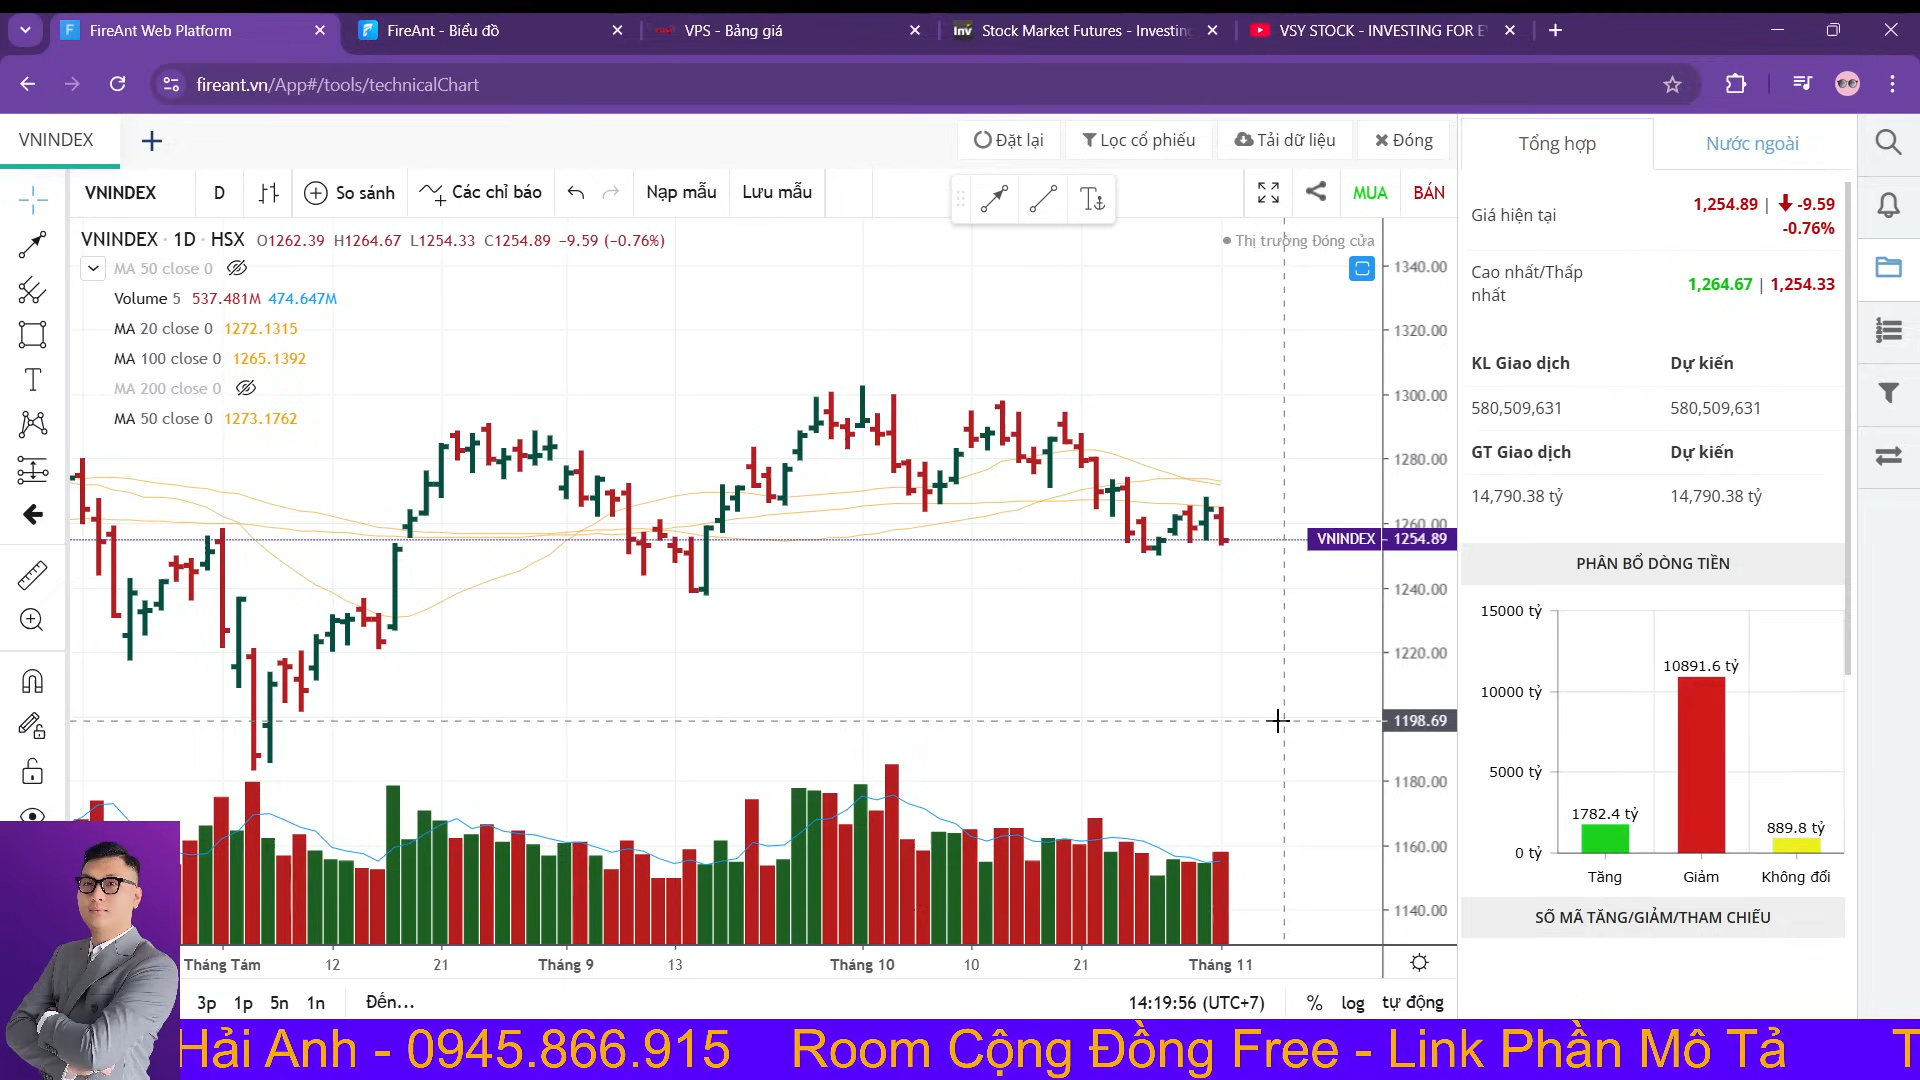 FireAnt Web Platform
FireAnt - Biểu đồ
VPS - Bảng giá
Stock Market Futures - Investing
VSY STOCK - INVESTING FOR E
fireant.vn/App#/tools/technicalChart
VNINDEX
Đặt lại
Lọc cổ phiếu
Tải dữ liệu
Đóng
Tổng hợp
Nước ngoài
VNINDEX
D
So sánh
Các chỉ báo
Nạp mẫu
Lưu mẫu
MUA
BÁN
VNINDEX · 1D · HSX O1262.39 H1264.67 L1254.33 C1254.89 −9.59 (−0.76%)
Thị trường Đóng cửa
MA 50 close 0
Volume 5 537.481M 474.647M
MA 20 close 0 1272.1315
MA 100 close 0 1265.1392
MA 200 close 0
MA 50 close 0 1273.1762
1340.00
1320.00
1300.00
1280.00
1260.00
VNINDEX 1254.89
1240.00
1220.00
1198.69
1180.00
1160.00
1140.00
Tháng Tám
12
21
Tháng 9
13
Tháng 10
10
21
Tháng 11
3p 1p 5n 1n Đến...
14:19:56 (UTC+7) % log tự động
Giá hiện tại
1,254.89 | -9.59
-0.76%
Cao nhất/Thấp nhất
1,264.67 | 1,254.33
KL Giao dịch Dự kiến
580,509,631 580,509,631
GT Giao dịch Dự kiến
14,790.38 tỷ 14,790.38 tỷ
PHÂN BỔ DÒNG TIỀN
15000 tỷ
10000 tỷ
5000 tỷ
0 tỷ
1782.4 tỷ
10891.6 tỷ
889.8 tỷ
Tăng
Giảm
Không đổi
SỐ MÃ TĂNG/GIẢM/THAM CHIẾU
Hải Anh - 0945.866.915 Room Cộng Đồng Free - Link Phần Mô Tả T